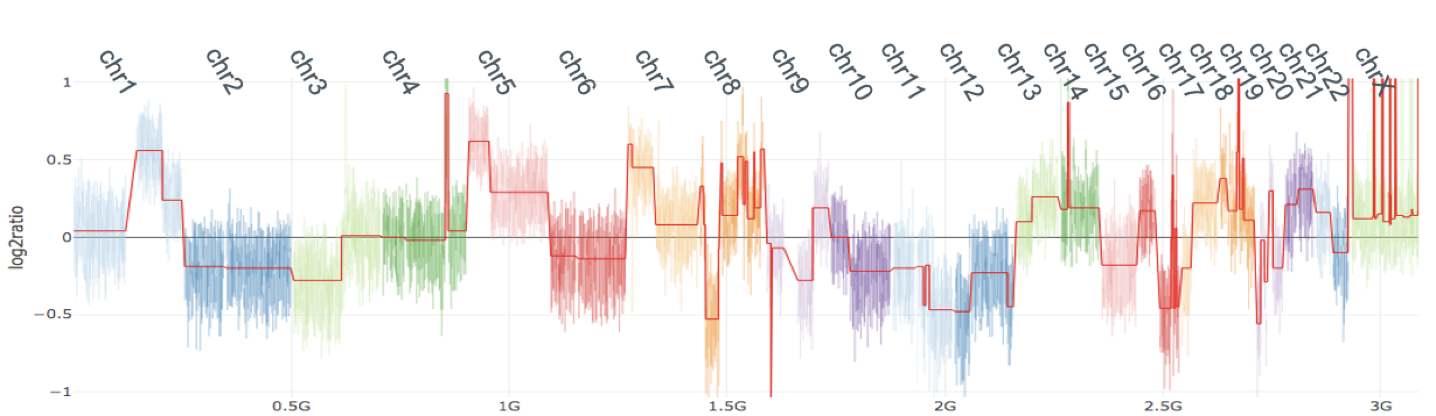 chr1 chr2 chr3 chr4 chr5 chr6 chr7 chr8 chr9 chr10 chr11 chr12 chr13 chr14 chr15 chr16 chr17 chr18 chr19 chr20 chr21 chr22 chrX
1
0.5
0
−0.5
−1
log2ratio
0.5G 1G 1.5G 2G 2.5G 3G